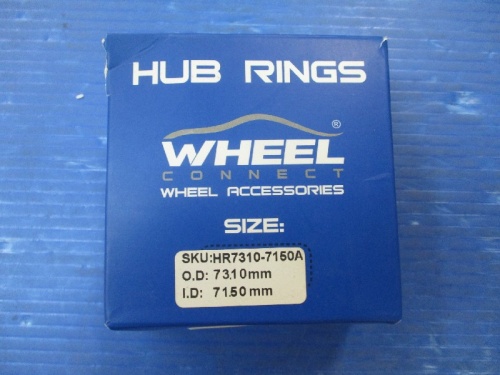 HUB RINGS
WHEEL ®
CONNECT
WHEEL ACCESSORIES
SIZE:
SKU:HR7310-7150A
O.D: 73.10mm
I.D: 71.50mm